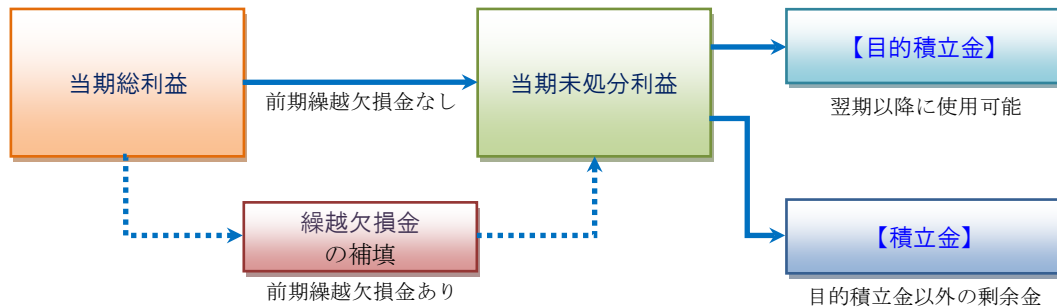 当期総利益
前期繰越欠損金なし
当期未処分利益
【目的積立金】
翌期以降に使用可能
繰越欠損金
の補填
前期繰越欠損金あり
【積立金】
目的積立金以外の剰余金